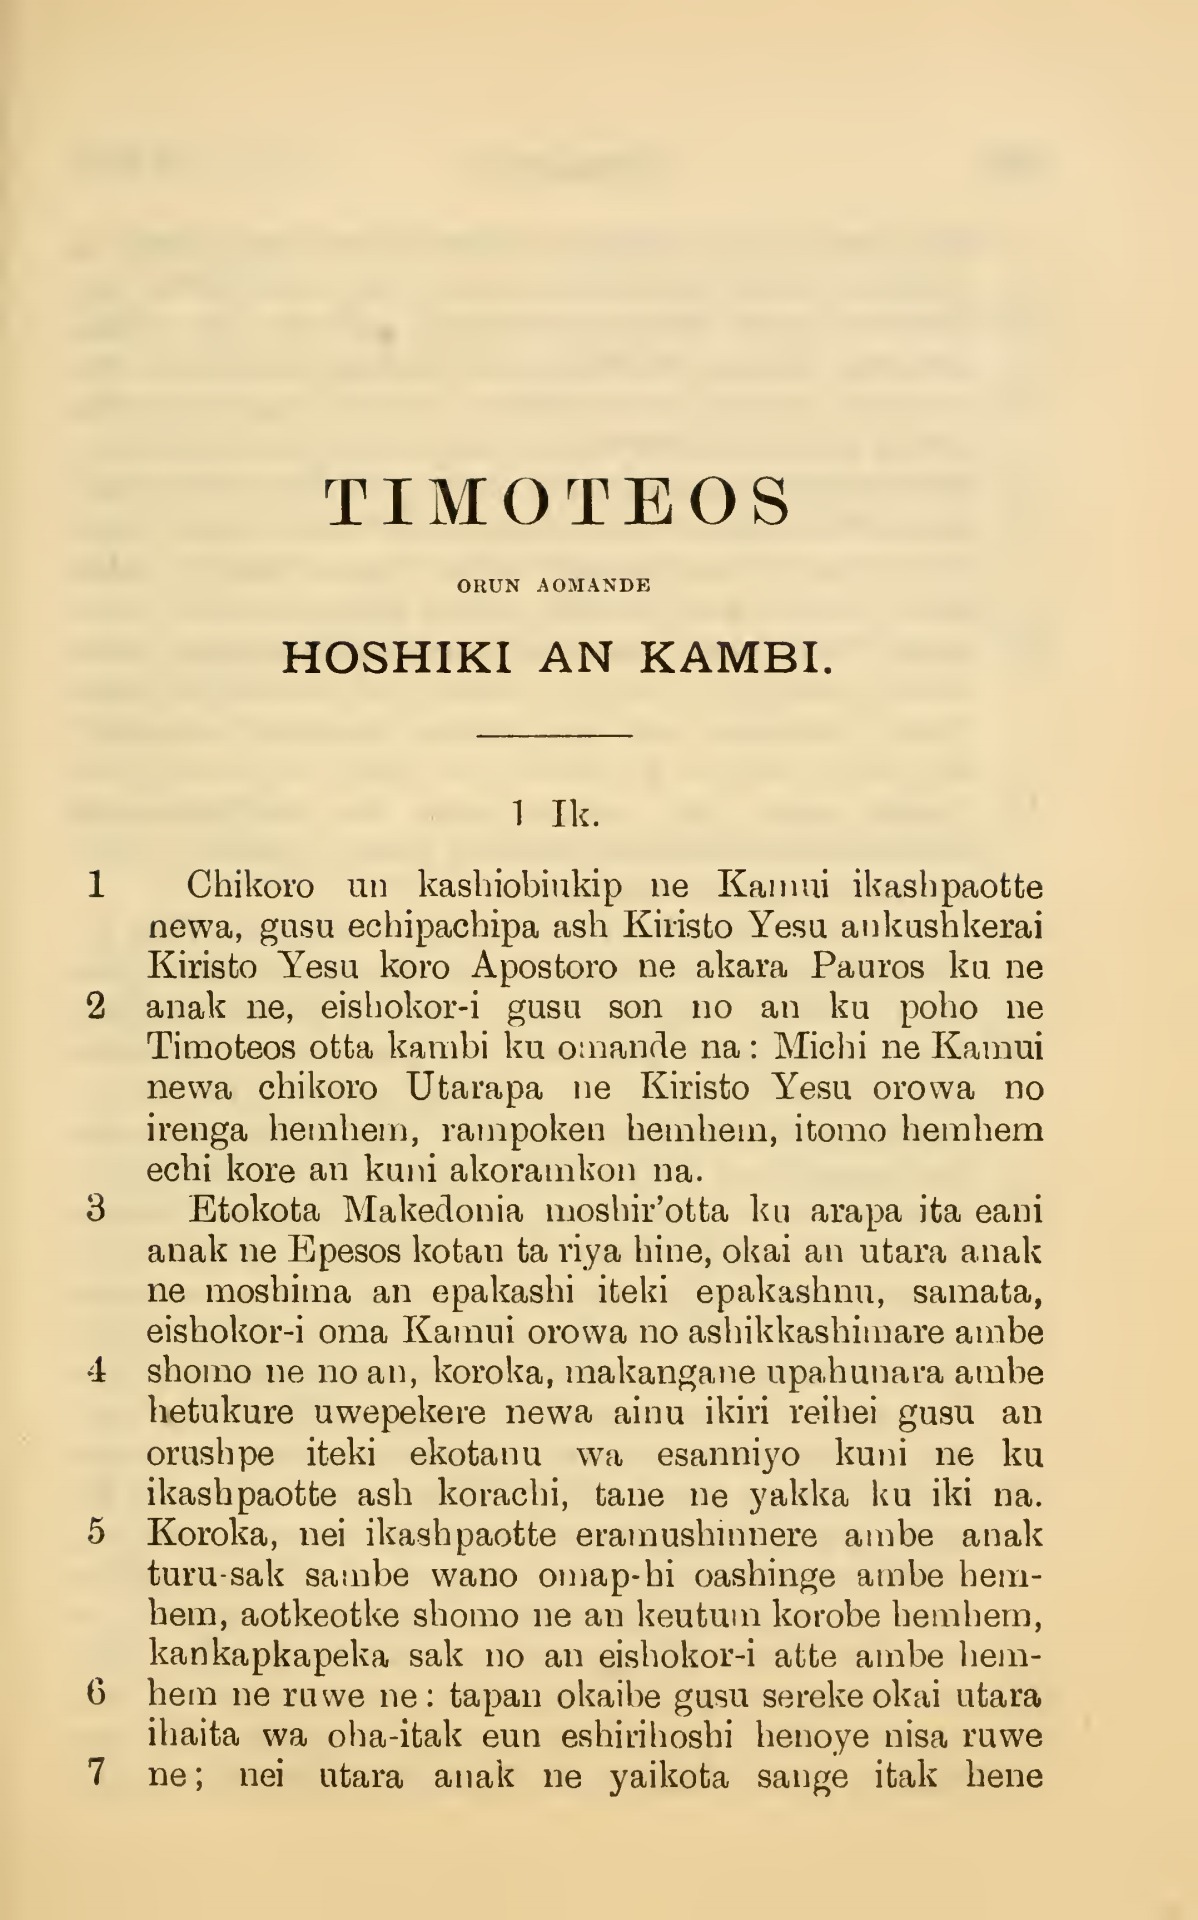 TIMOTEOS
ORUN AOMANDE
HOSHIKI AN KAMBI.
1 Ik.
1 Chikoro un kashiobiukip ne Kamui ikashpaotte
newa, gusu echipachipa ash Kiristo Yesu ankushkerai
Kiristo Yesu koro Apostoro ne akara Pauros ku ne
2 anak ne, eishokor-i gusu son no an ku poho ne
Timoteos otta kambi ku omande na: Michi ne Kamui
newa chikoro Utarapa ne Kiristo Yesu orowa no
irenga hemhem, rampoken hemhem, itomo hemhem
echi kore an kuni akoramkon na.
3 Etokota Makedonia moshir'otta ku arapa ita eani
anak ne Epesos kotan ta riya hine, okai an utara anak
ne moshima an epakashi iteki epakashnu, samata,
eishokor-i oma Kamui orowa no ashikkashimare ambe
4 shomo ne no an, koroka, makangane upahunara ambe
hetukure uwepekere newa ainu ikiri reihei gusu an
orushpe iteki ekotanu wa esanniyo kuni ne ku
ikashpaotte ash korachi, tane ne yakka ku iki na.
5 Koroka, nei ikashpaotte eramushinnere ambe anak
turu-sak sambe wano omap-hi oashinge ambe hem-
hem, aotkeotke shomo ne an keutum korobe hemhem,
kankapkapeka sak no an eishokor-i atte ambe hem-
6 hem ne ruwe ne: tapan okaibe gusu sereke okai utara
ihaita wa oha-itak eun eshirihoshi henoye nisa ruwe
7 ne; nei utara anak ne yaikota sange itak hene